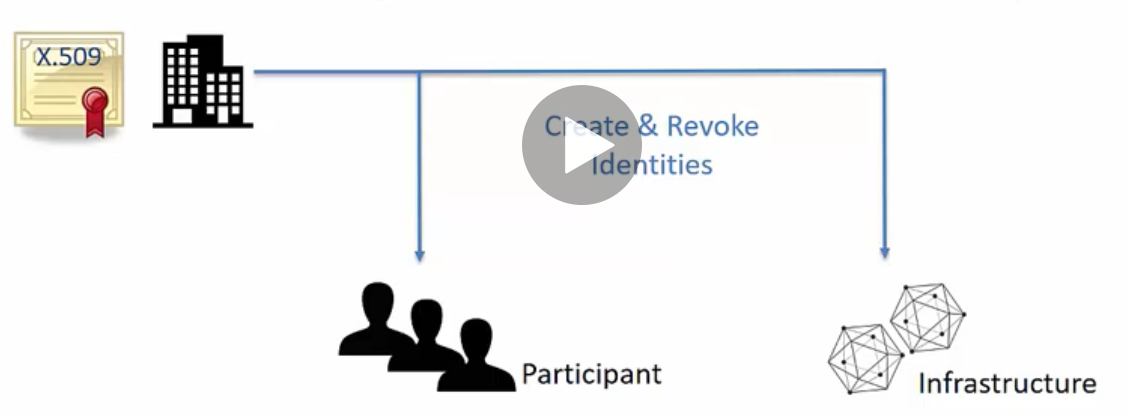 X.509
Create & Revoke
Identities
Participant
Infrastructure